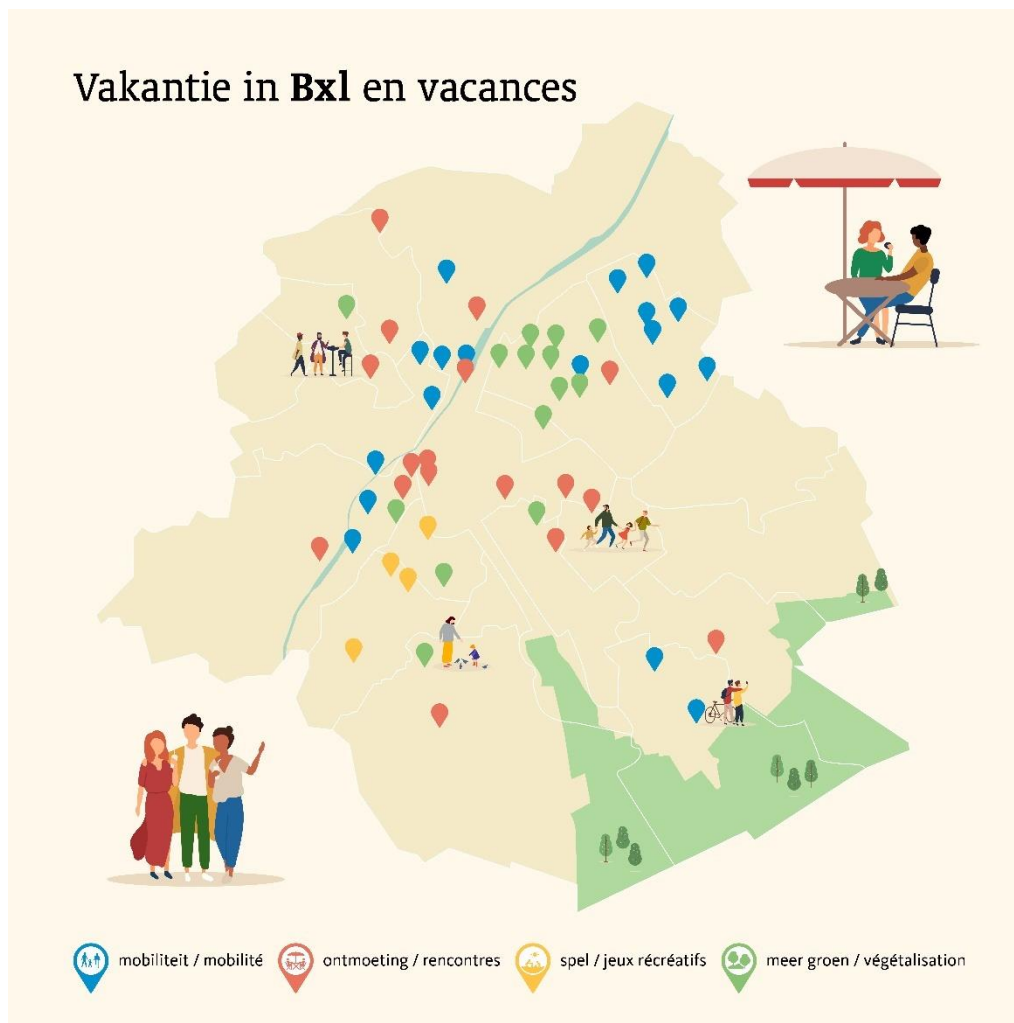 Vakantie in Bxl en vacances
mobiliteit / mobilité
ontmoeting / rencontres
spel / jeux récréatifs
meer groen / végétalisation